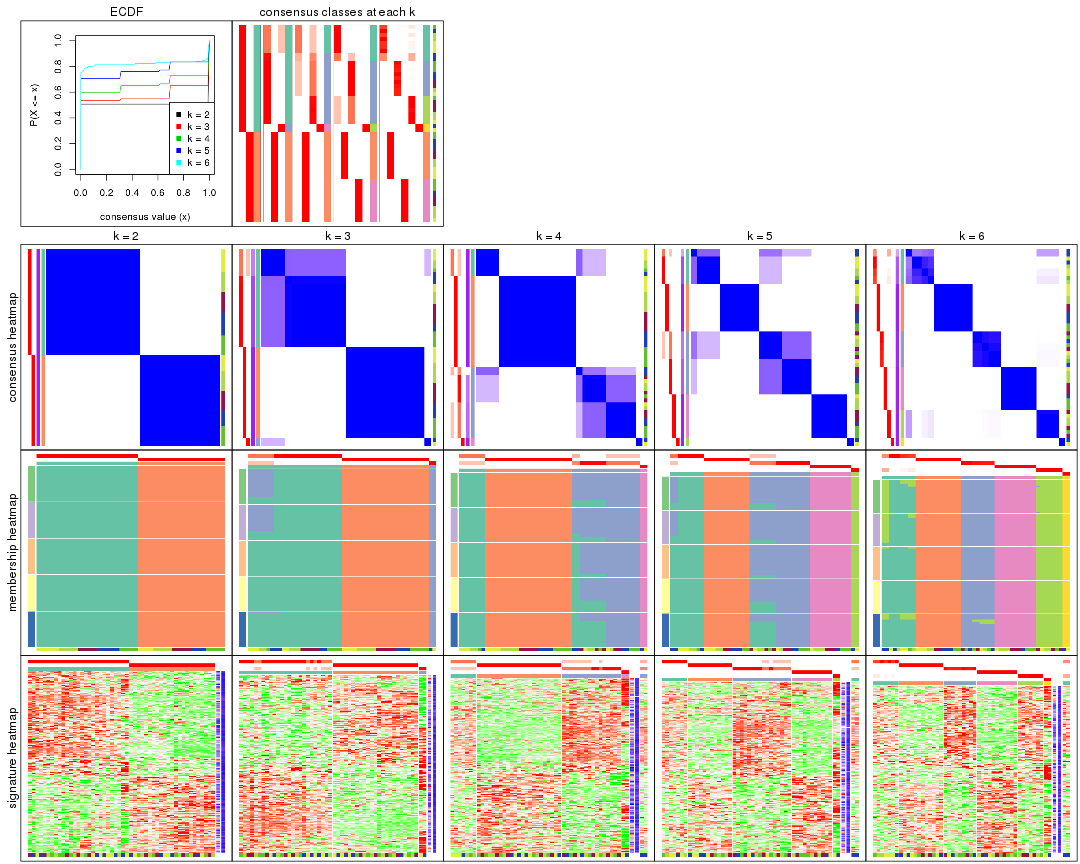 ECDF
consensus classes at each k
P(X <= x)
0.0 0.2 0.4 0.6 0.8 1.0
k = 2
k = 3
k = 4
k = 5
k = 6
0.0 0.2 0.4 0.6 0.8 1.0
consensus value (x)
k = 2
k = 3
k = 4
k = 5
k = 6
consensus heatmap
membership heatmap
signature heatmap